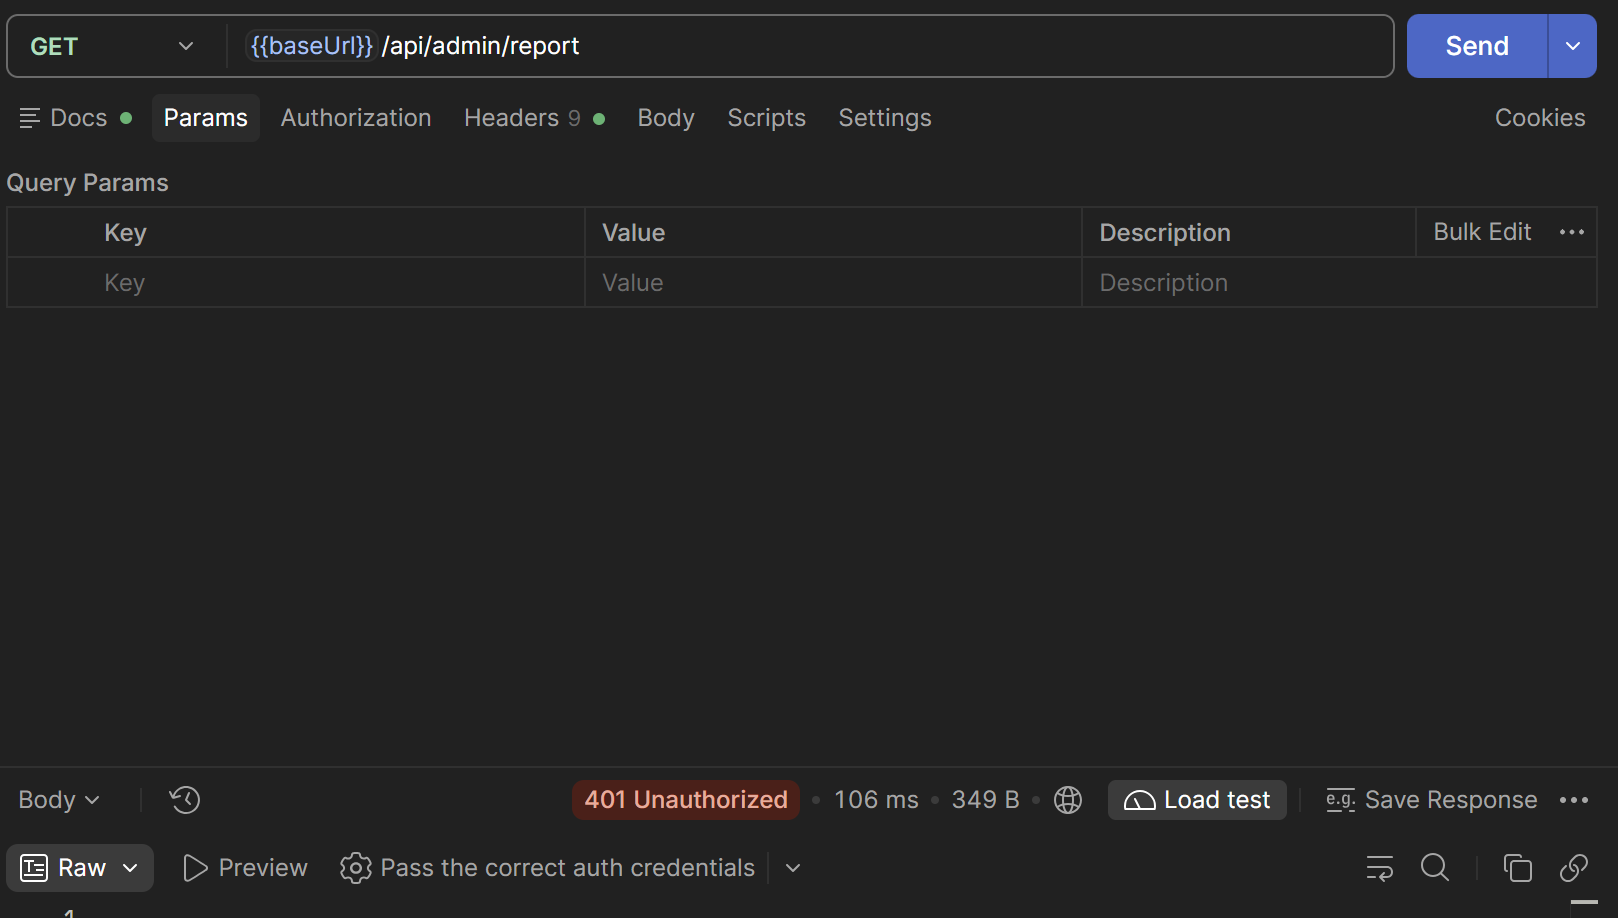 GET {{baseUrl}}/api/admin/report Send
Docs Params Authorization Headers 9 Body Scripts Settings Cookies
Query Params
Key Value Description Bulk Edit
Key Value Description
Body 401 Unauthorized 106 ms 349 B Load test e.g. Save Response
Raw Preview Pass the correct auth credentials
1